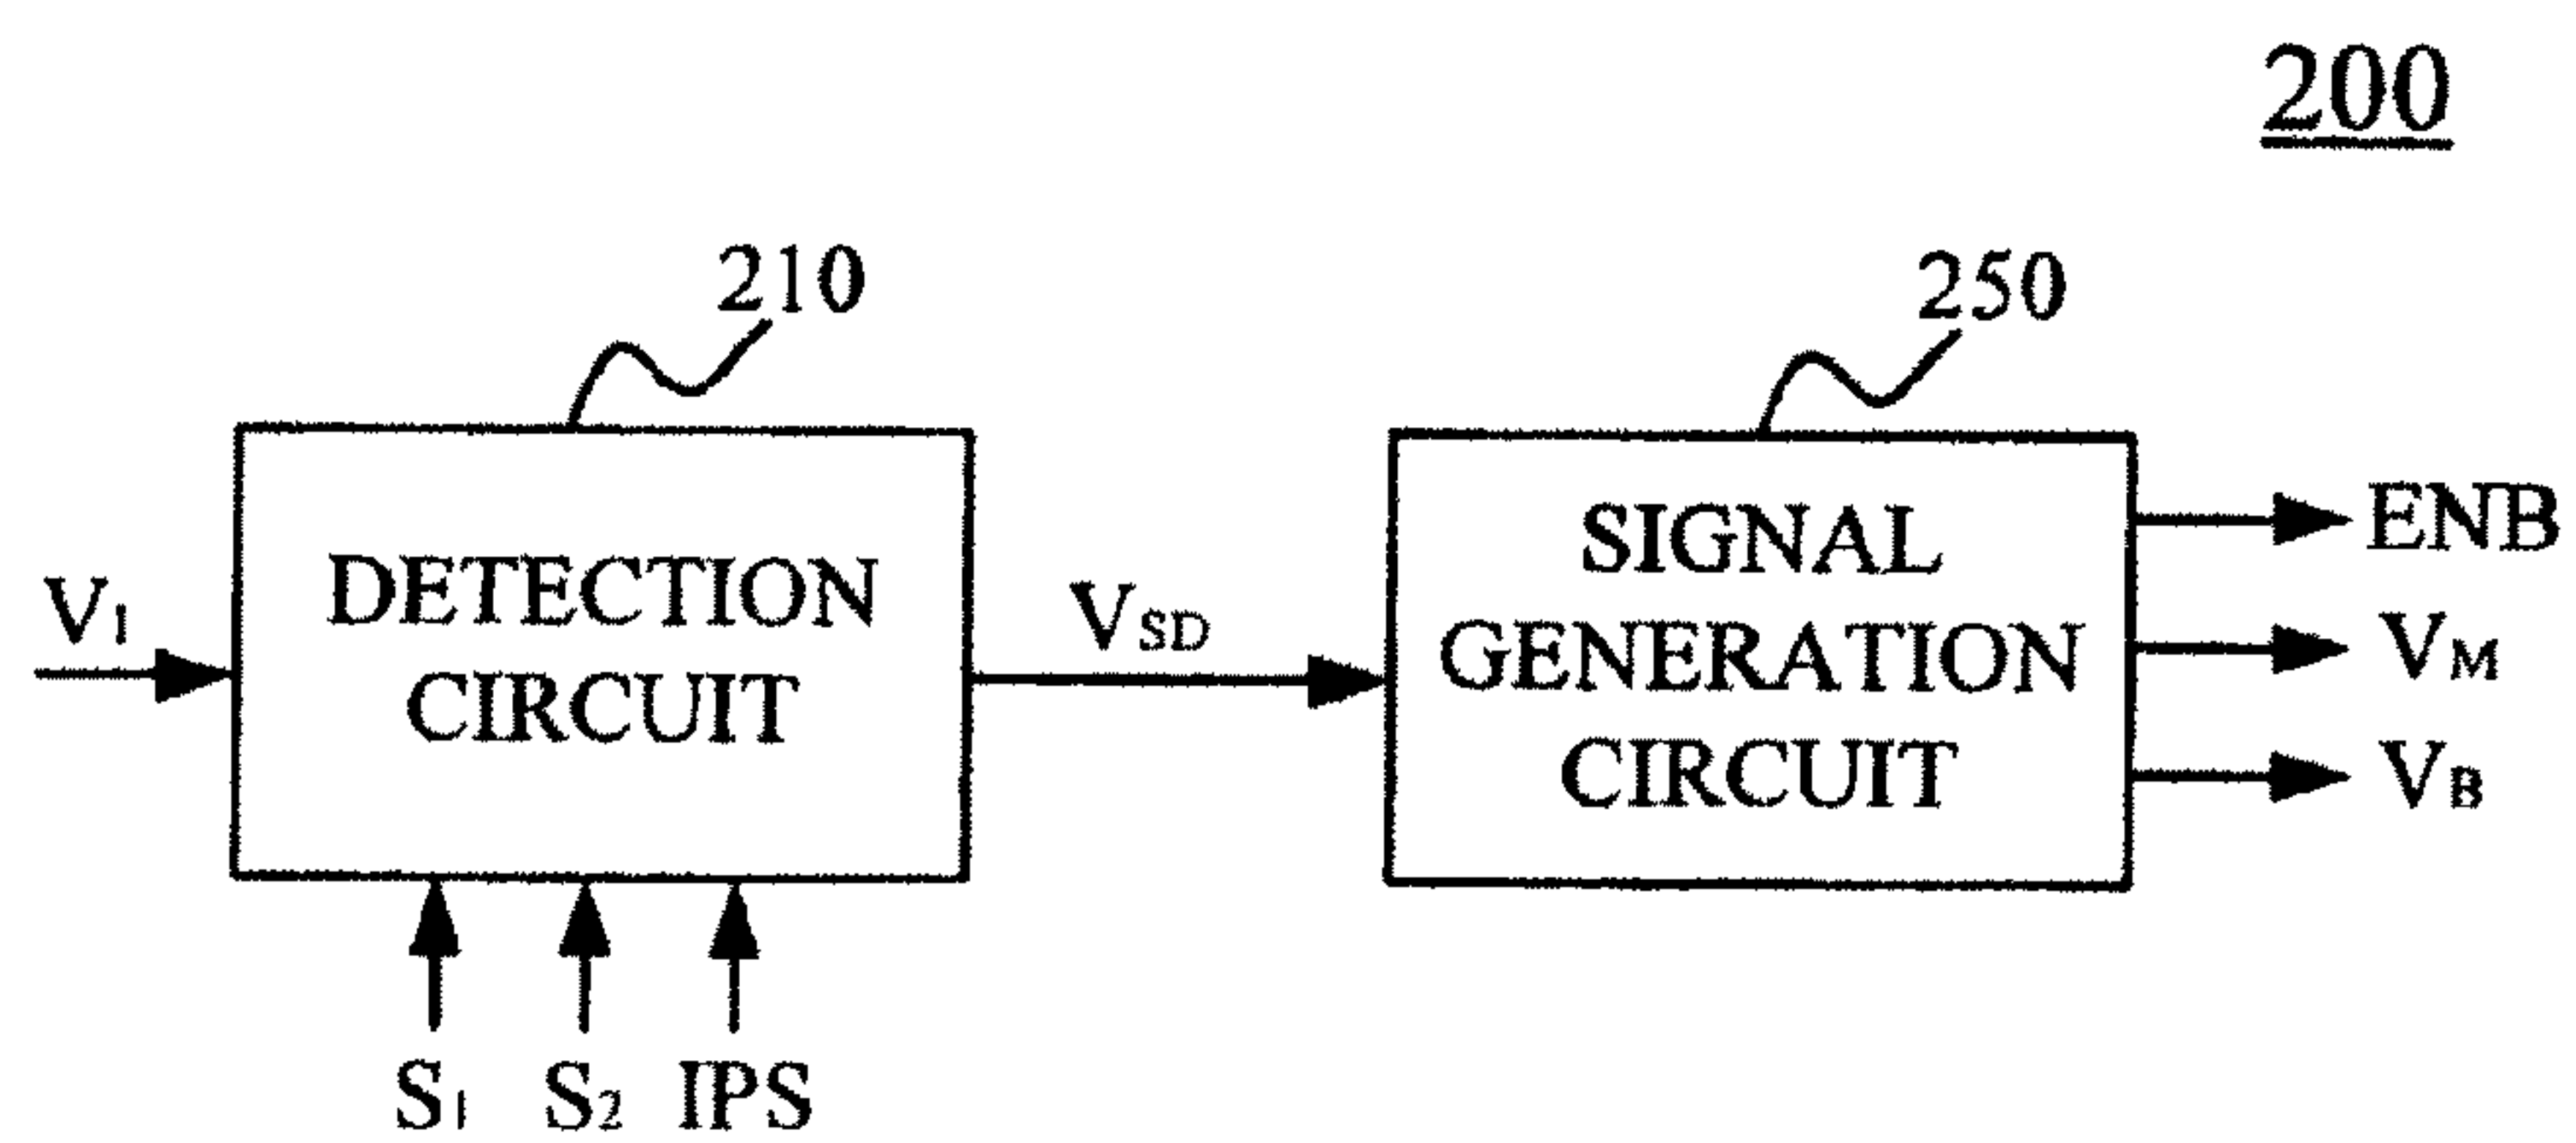 200
210
250
DETECTION
CIRCUIT
SIGNAL
GENERATION
CIRCUIT
V1
VSD
ENB
VM
VB
S1
S2
IPS